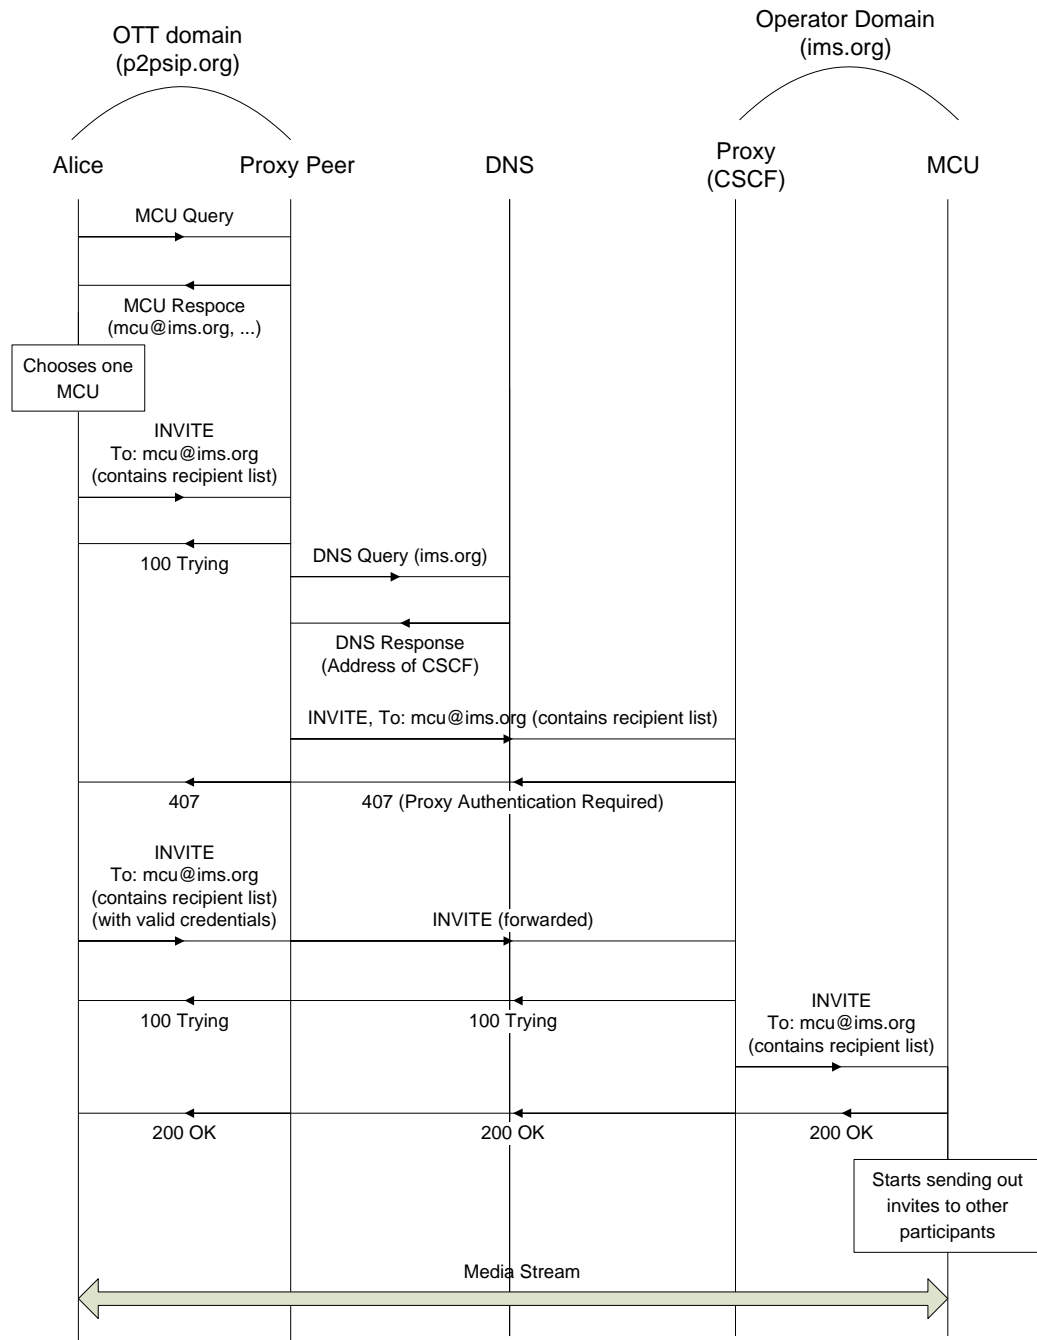 OTT domain
(p2psip.org)
Operator Domain
(ims.org)
Alice
Proxy Peer
DNS
Proxy
(CSCF)
MCU
MCU Query
MCU Respoce
(mcu@ims.org, ...)
Chooses one
MCU
INVITE
To: mcu@ims.org
(contains recipient list)
100 Trying
DNS Query (ims.org)
DNS Response
(Address of CSCF)
INVITE, To: mcu@ims.org (contains recipient list)
407
407 (Proxy Authentication Required)
INVITE
To: mcu@ims.org
(contains recipient list)
(with valid credentials)
INVITE (forwarded)
100 Trying
100 Trying
INVITE
To: mcu@ims.org
(contains recipient list)
200 OK
200 OK
200 OK
Starts sending out
invites to other
participants
Media Stream